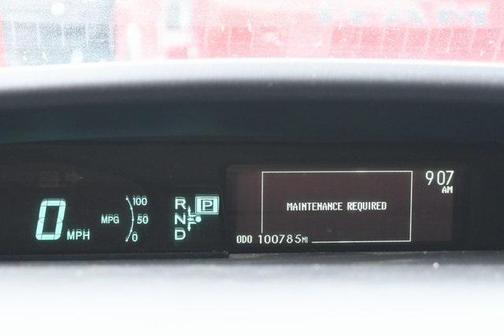 0 MPH
MPG
100
50
0
R
N
D
P
MAINTENANCE REQUIRED
9 07
AM
ODO 100785MI